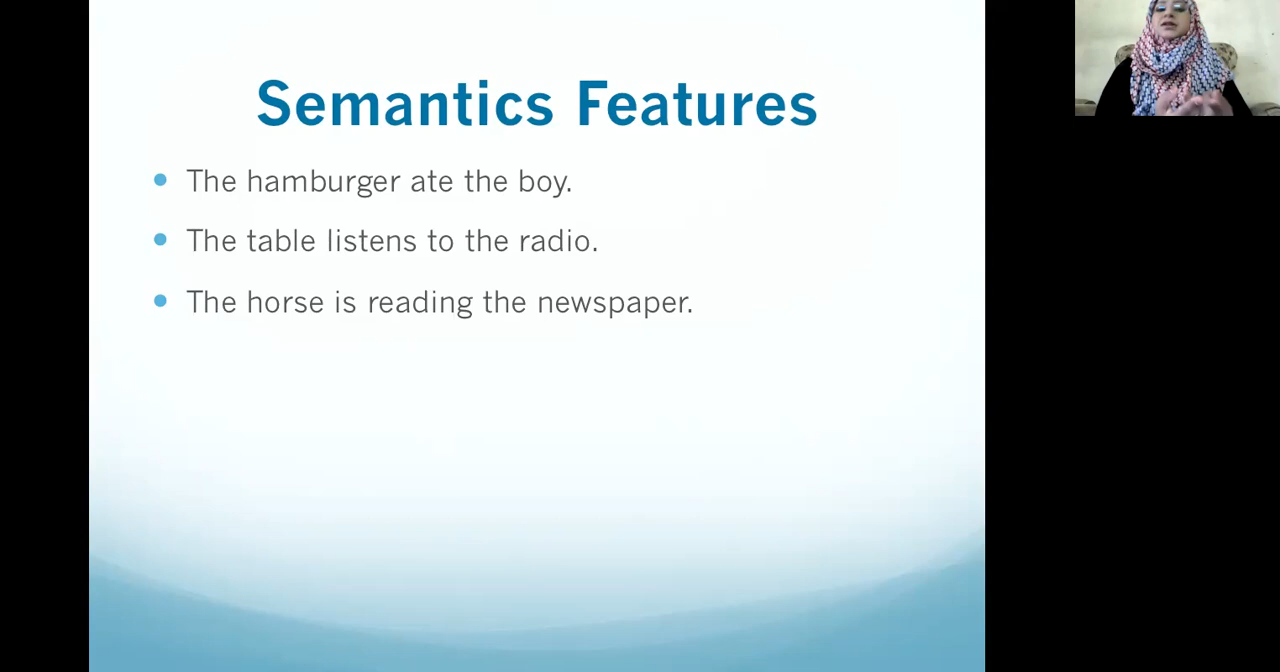 Semantics Features
The hamburger ate the boy.
The table listens to the radio.
The horse is reading the newspaper.